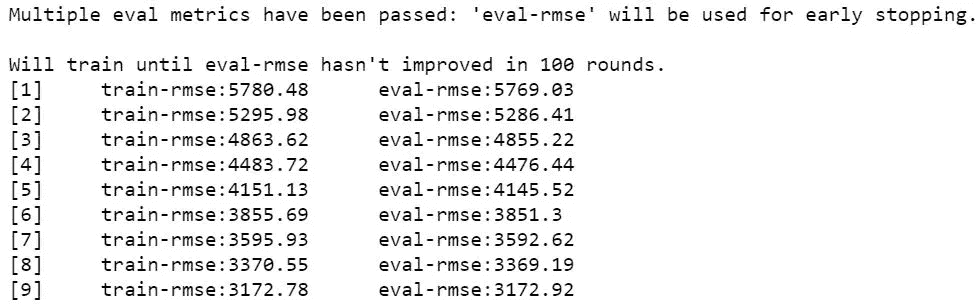 Multiple eval metrics have been passed: 'eval-rmse' will be used for early stopping.
Will train until eval-rmse hasn't improved in 100 rounds.
[1] train-rmse:5780.48 eval-rmse:5769.03
[2] train-rmse:5295.98 eval-rmse:5286.41
[3] train-rmse:4863.62 eval-rmse:4855.22
[4] train-rmse:4483.72 eval-rmse:4476.44
[5] train-rmse:4151.13 eval-rmse:4145.52
[6] train-rmse:3855.69 eval-rmse:3851.3
[7] train-rmse:3595.93 eval-rmse:3592.62
[8] train-rmse:3370.55 eval-rmse:3369.19
[9] train-rmse:3172.78 eval-rmse:3172.92